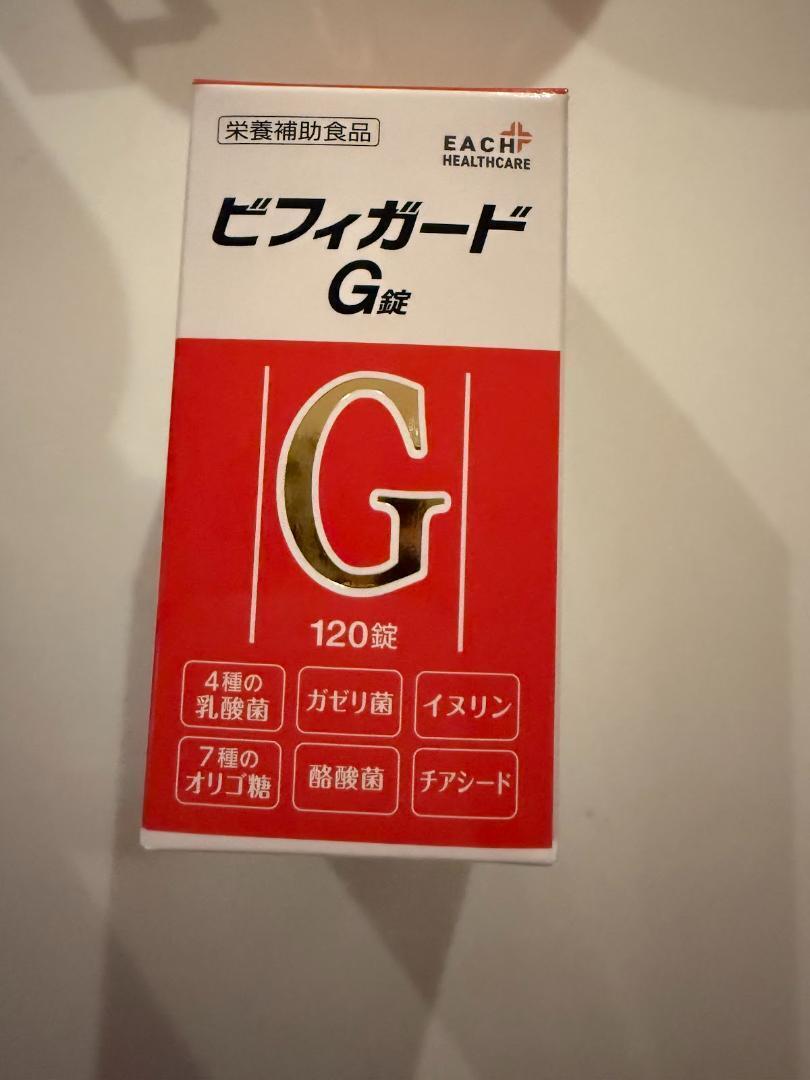 栄養補助食品
EACH
HEALTHCARE
ビフィガード
G錠
G
120錠
4種の
乳酸菌
ガゼリ菌
イヌリン
7種の
オリゴ糖
酪酸菌
チアシード